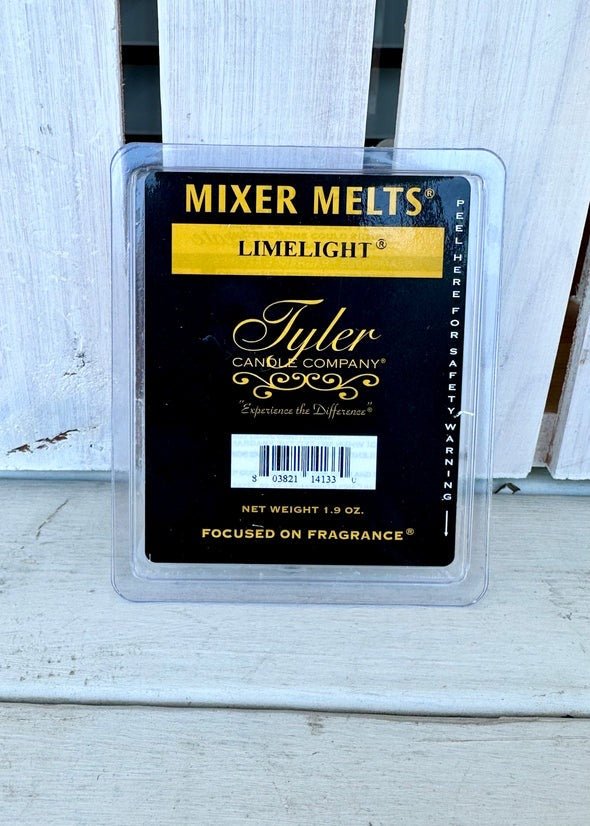 MIXER MELTS®
LIMELIGHT®
Tyler
CANDLE COMPANY®
"Experience the Difference"®
8 03821 14133 0
NET WEIGHT 1.9 OZ.
FOCUSED ON FRAGRANCE®
PEEL HERE FOR SAFETY WARNING